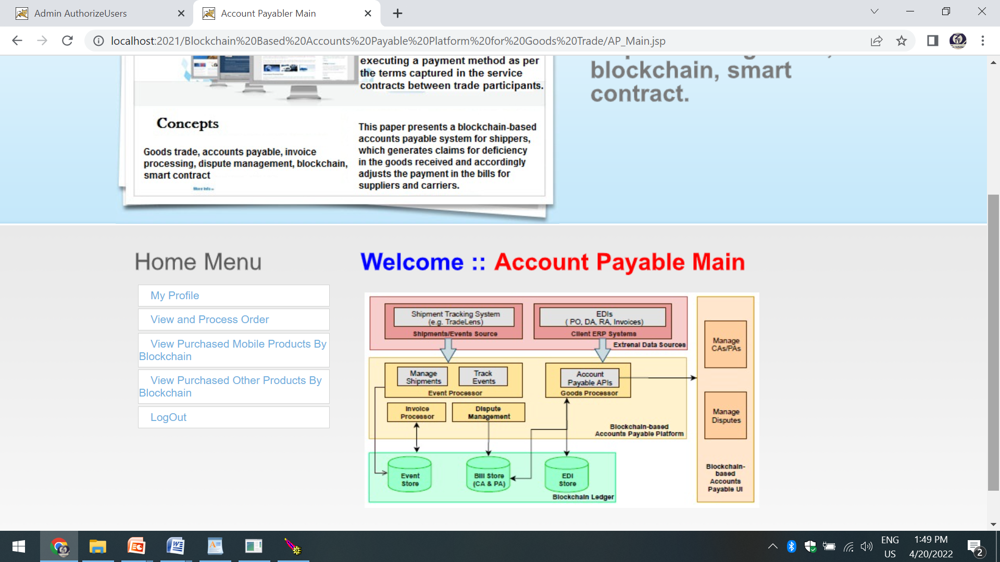 Admin AuthorizeUsers
Account Payabler Main
localhost:2021/Blockchain%20Based%20Accounts%20Payable%20Platform%20for%20Goods%20Trade/AP_Main.jsp
executing a payment method as per
the terms captured in the service
contracts between trade participants.
blockchain, smart
contract.
Concepts
Goods trade, accounts payable, invoice
processing, dispute management, blockchain,
smart contract
More Info
This paper presents a blockchain-based
accounts payable system for shippers,
which generates claims for deficiency
in the goods received and accordingly
adjusts the payment in the bills for
suppliers and carriers.
Home Menu
My Profile
View and Process Order
View Purchased Mobile Products By
Blockchain
View Purchased Other Products By
Blockchain
LogOut
Welcome :: Account Payable Main
Shipment Tracking System
(e.g. TradeLens)
Shipments/Events Source
EDIs
( PO, DA, RA, Invoices)
Client ERP Systems
Extrenal Data Sources
Manage
Shipments
Track
Events
Event Processor
Account
Payable APIs
Goods Processor
Invoice
Processor
Dispute
Management
Blockchain-based
Accounts Payable Platform
Event
Store
Bill Store
(CA & PA)
EDI
Store
Blockchain Ledger
Manage
CAs/PAs
Manage
Disputes
Blockchain-
based
Accounts
Payable UI
ENG
US
1:49 PM
4/20/2022
2